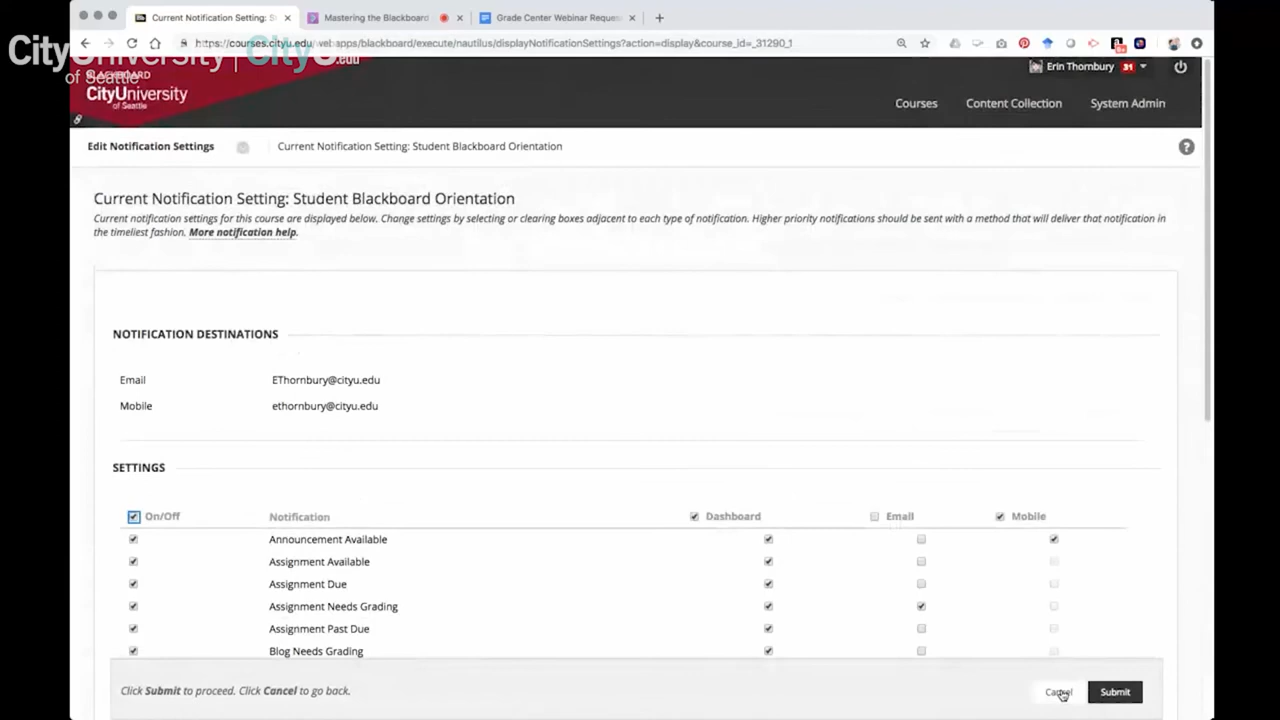 Current Notification Setting: S
Mastering the Blackboard
Grade Center Webinar Reques
https://courses.cityu.edu/webapps/blackboard/execute/nautilus/displayNotificationSettings?action=display&course_id=_31290_1
CityUniversity | CityU.edu
of Seattle
BLACKBOARD
CityUniversity
of Seattle
Erin Thornbury 31
Courses Content Collection System Admin
Edit Notification Settings Current Notification Setting: Student Blackboard Orientation ?
Current Notification Setting: Student Blackboard Orientation
Current notification settings for this course are displayed below. Change settings by selecting or clearing boxes adjacent to each type of notification. Higher priority notifications should be sent with a method that will deliver that notification in
the timeliest fashion. More notification help.
NOTIFICATION DESTINATIONS
Email EThornbury@cityu.edu
Mobile ethornbury@cityu.edu
SETTINGS
On/Off Notification Dashboard Email Mobile
Announcement Available
Assignment Available
Assignment Due
Assignment Needs Grading
Assignment Past Due
Blog Needs Grading
Click Submit to proceed. Click Cancel to go back. Cancel Submit